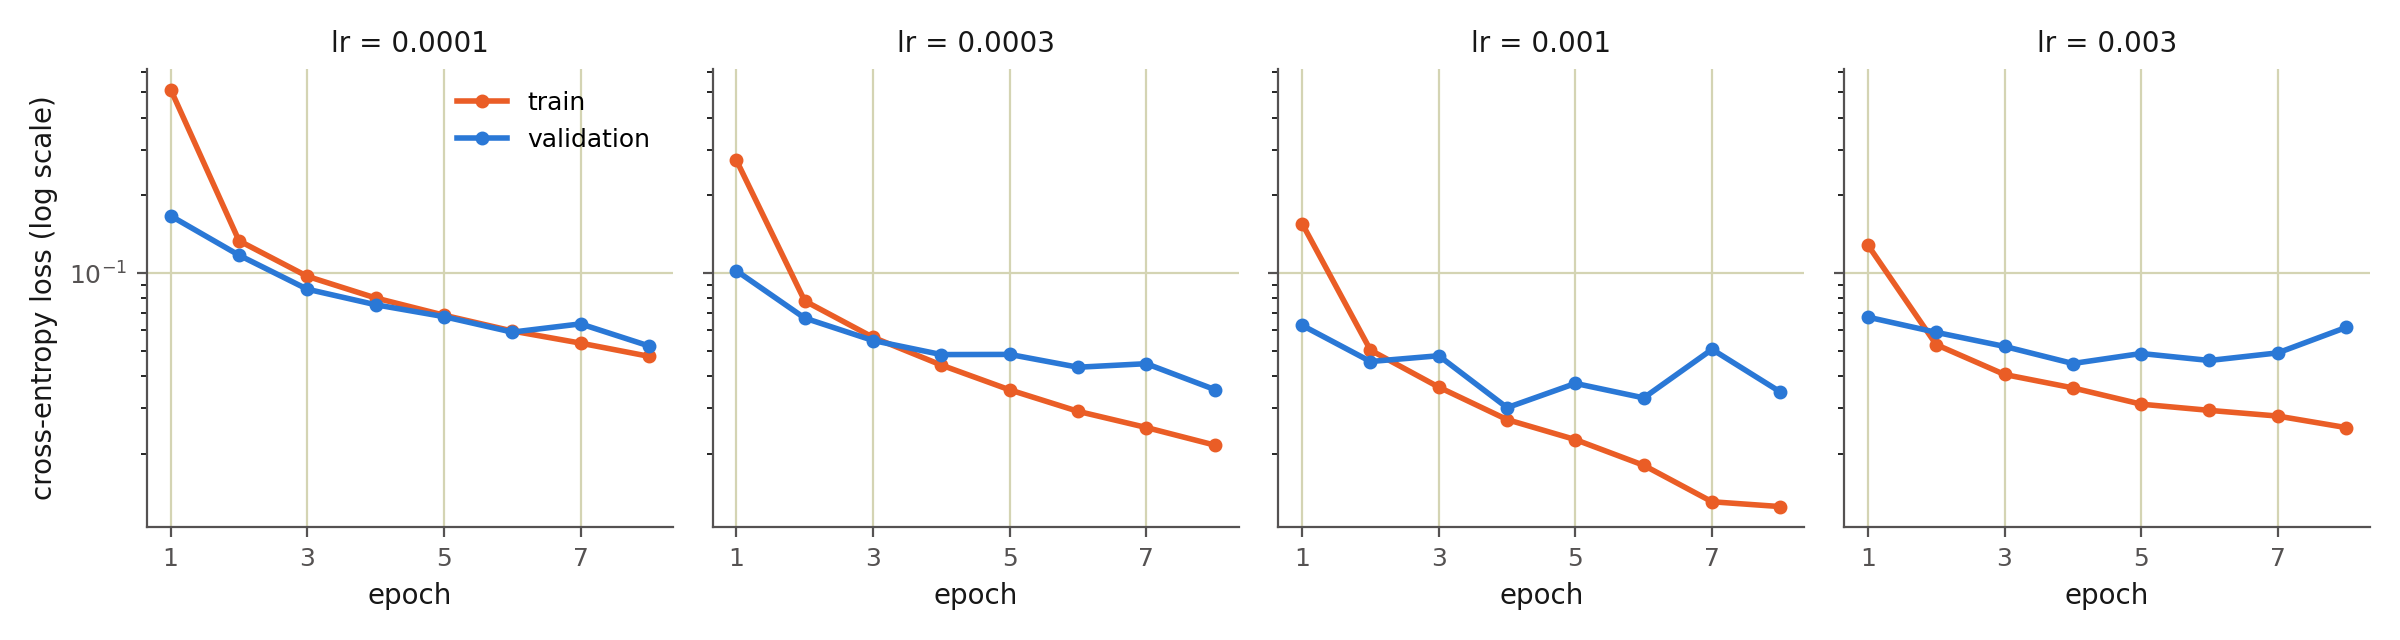 lr = 0.0001
lr = 0.0003
lr = 0.001
lr = 0.003
cross-entropy loss (log scale)
10⁻¹
train
validation
1 3 5 7
1 3 5 7
1 3 5 7
1 3 5 7
epoch
epoch
epoch
epoch